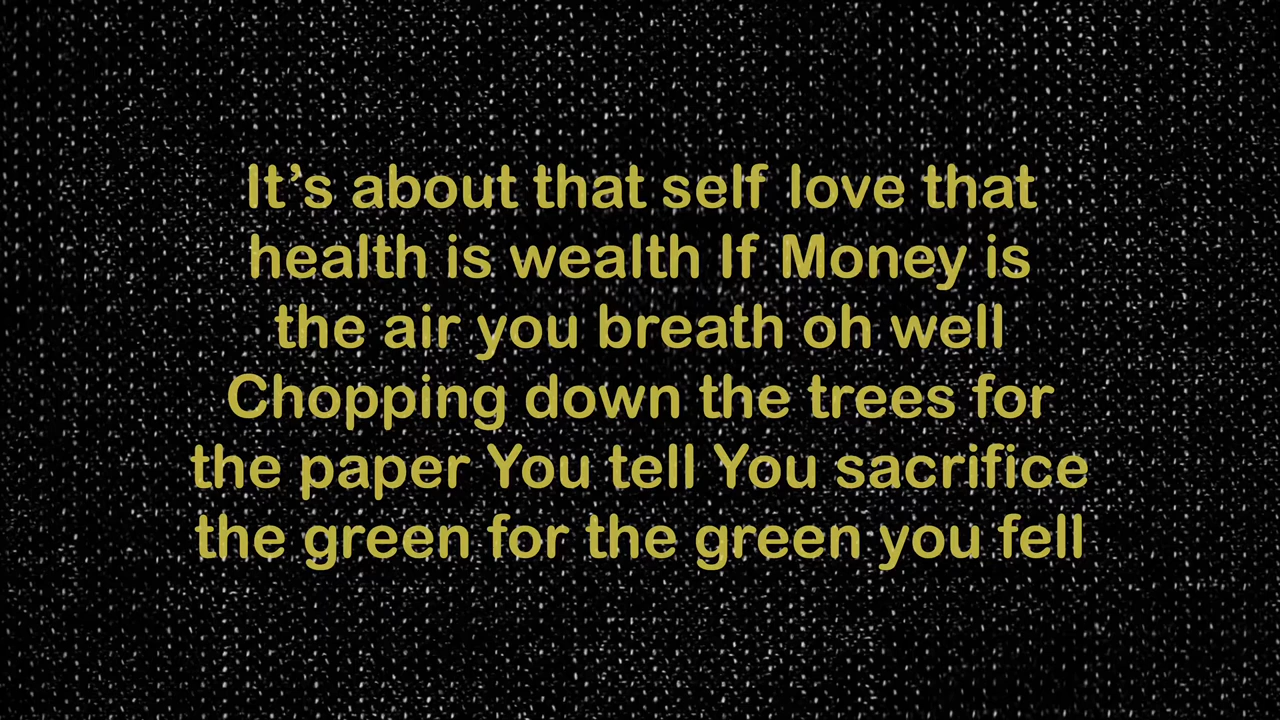 It’s about that self love that
health is wealth If Money is
the air you breath oh well
Chopping down the trees for
the paper You tell You sacrifice
the green for the green you fell